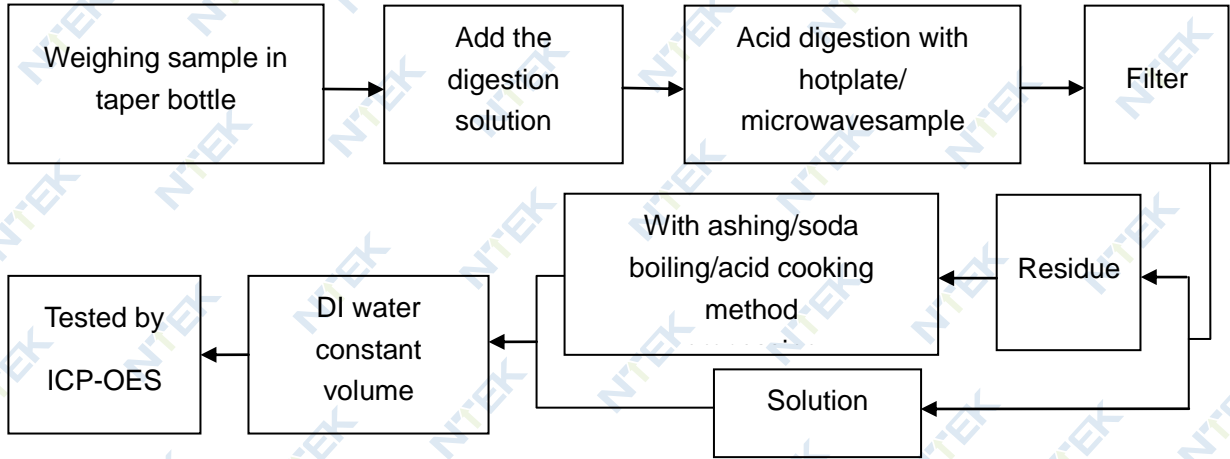 Weighing sample in
taper bottle
Add the
digestion
solution
Acid digestion with
hotplate/
microwavesample
Filter
Residue
With ashing/soda
boiling/acid cooking
method
Solution
DI water
constant
volume
Tested by
ICP-OES
NTEK